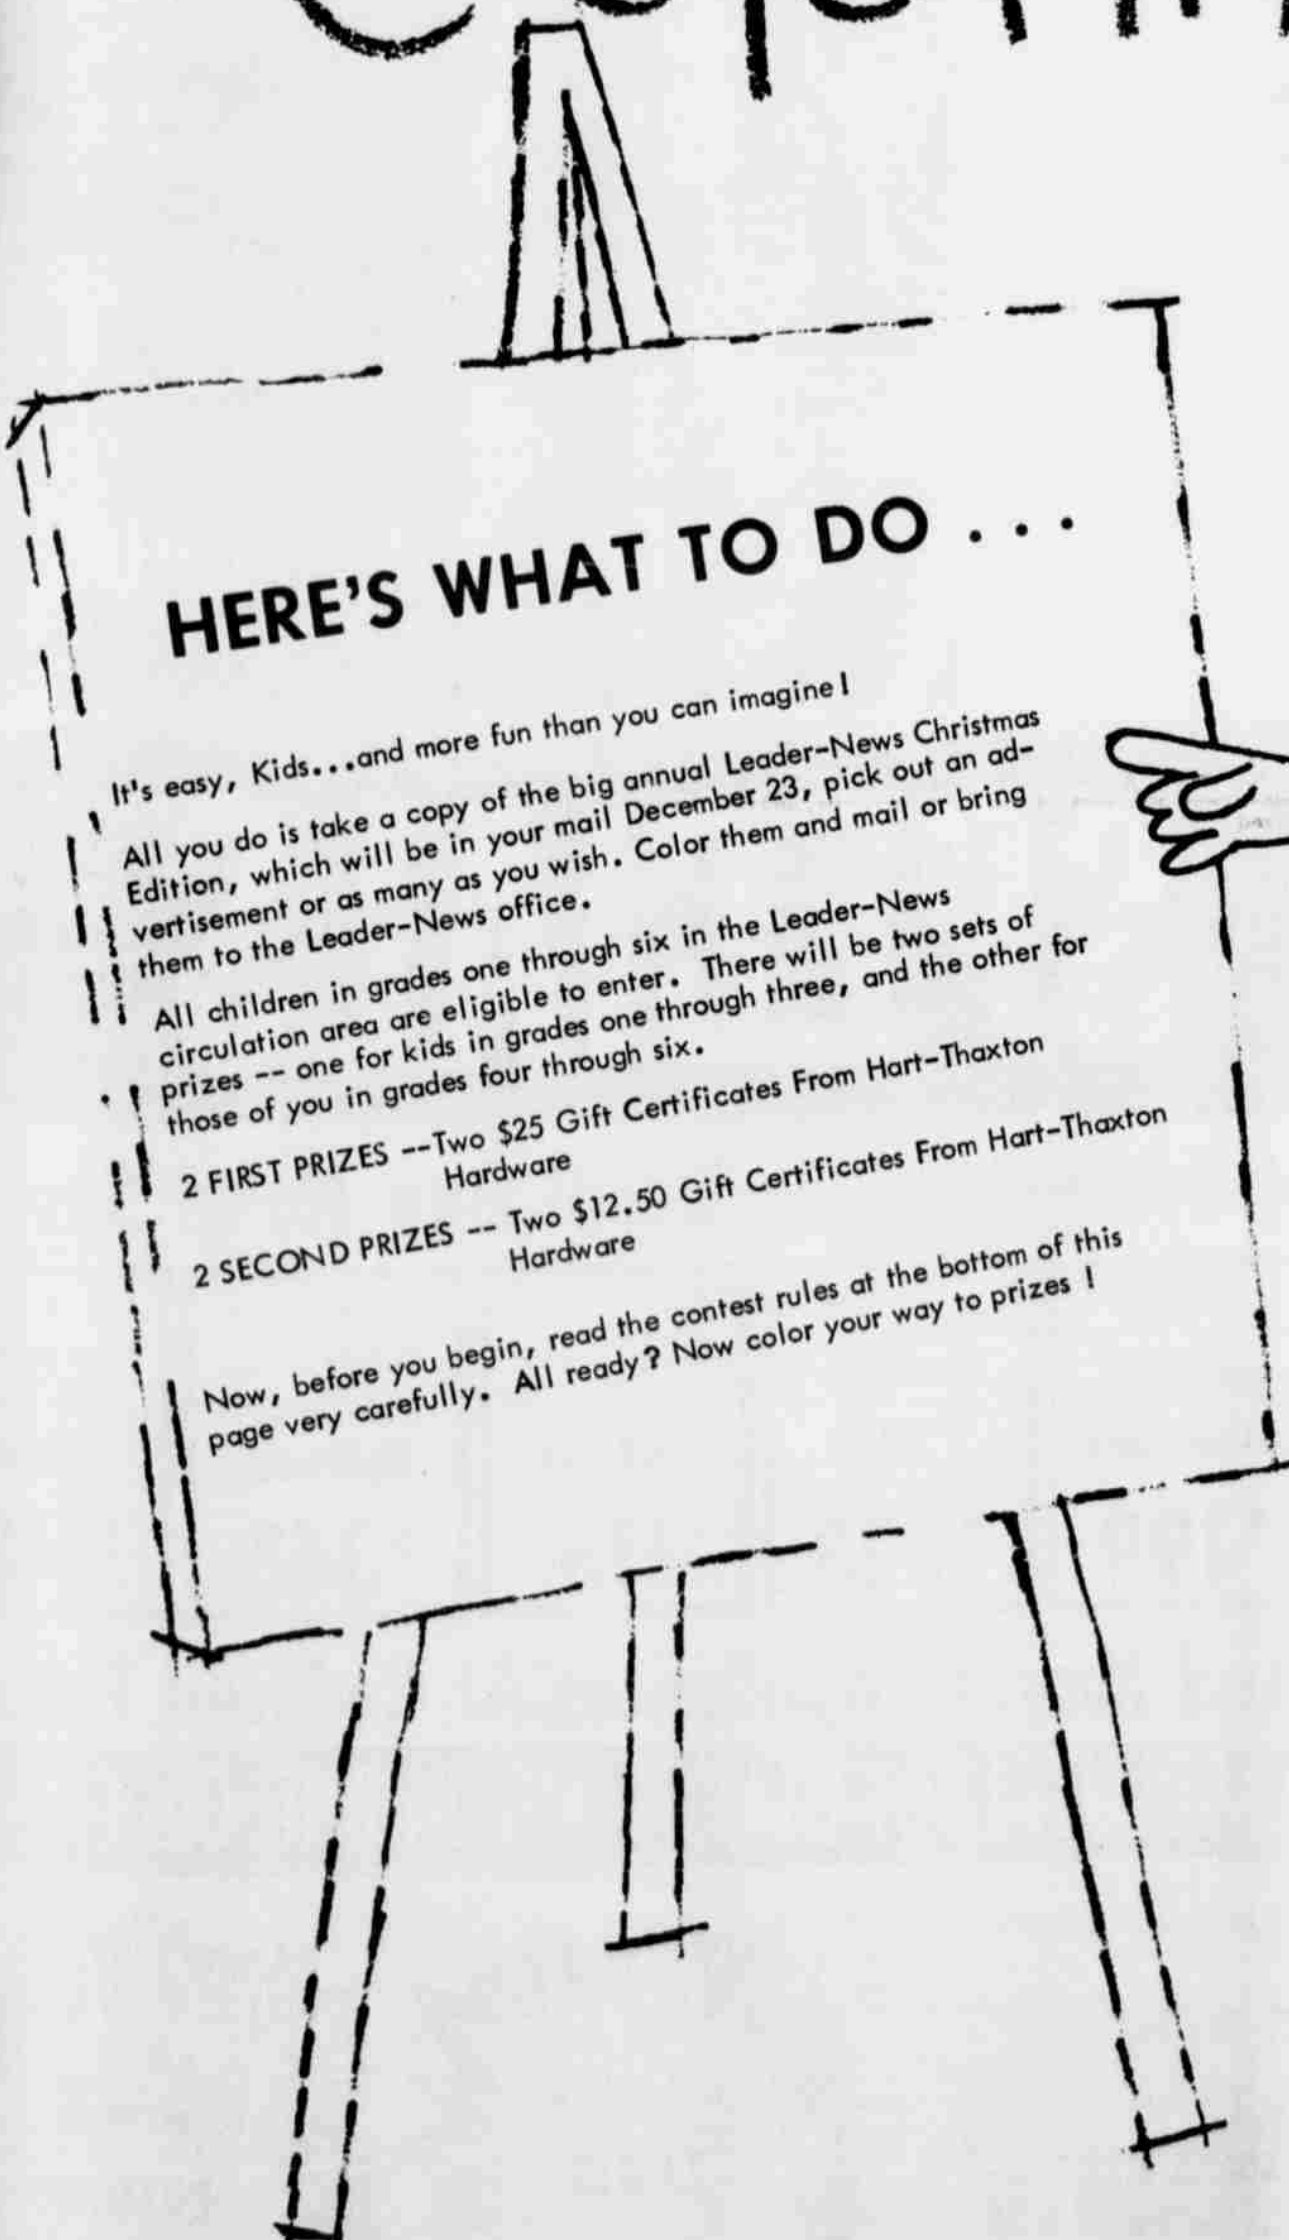 HERE'S WHAT TO DO . . .
It's easy, Kids...and more fun than you can imagine!
All you do is take a copy of the big annual Leader-News Christmas
Edition, which will be in your mail December 23, pick out an ad-
vertisement or as many as you wish. Color them and mail or bring
them to the Leader-News office.
All children in grades one through six in the Leader-News
circulation area are eligible to enter. There will be two sets of
prizes -- one for kids in grades one through three, and the other for
those of you in grades four through six.
2 FIRST PRIZES --Two $25 Gift Certificates From Hart-Thaxton
Hardware
2 SECOND PRIZES -- Two $12.50 Gift Certificates From Hart-Thaxton
Hardware
Now, before you begin, read the contest rules at the bottom of this
page very carefully. All ready? Now color your way to prizes !